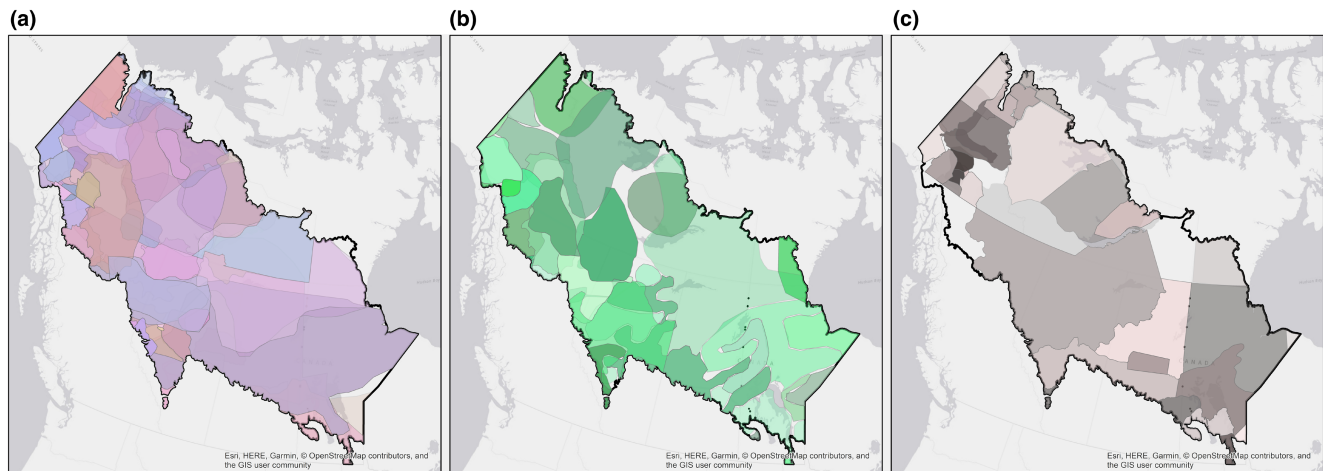 (a)
(b)
(c)
CANADA
Esri, HERE, Garmin, © OpenStreetMap contributors, and
the GIS user community
Esri, HERE, Garmin, © OpenStreetMap contributors, and
the GIS user community
Esri, HERE, Garmin, © OpenStreetMap contributors, and
the GIS user community